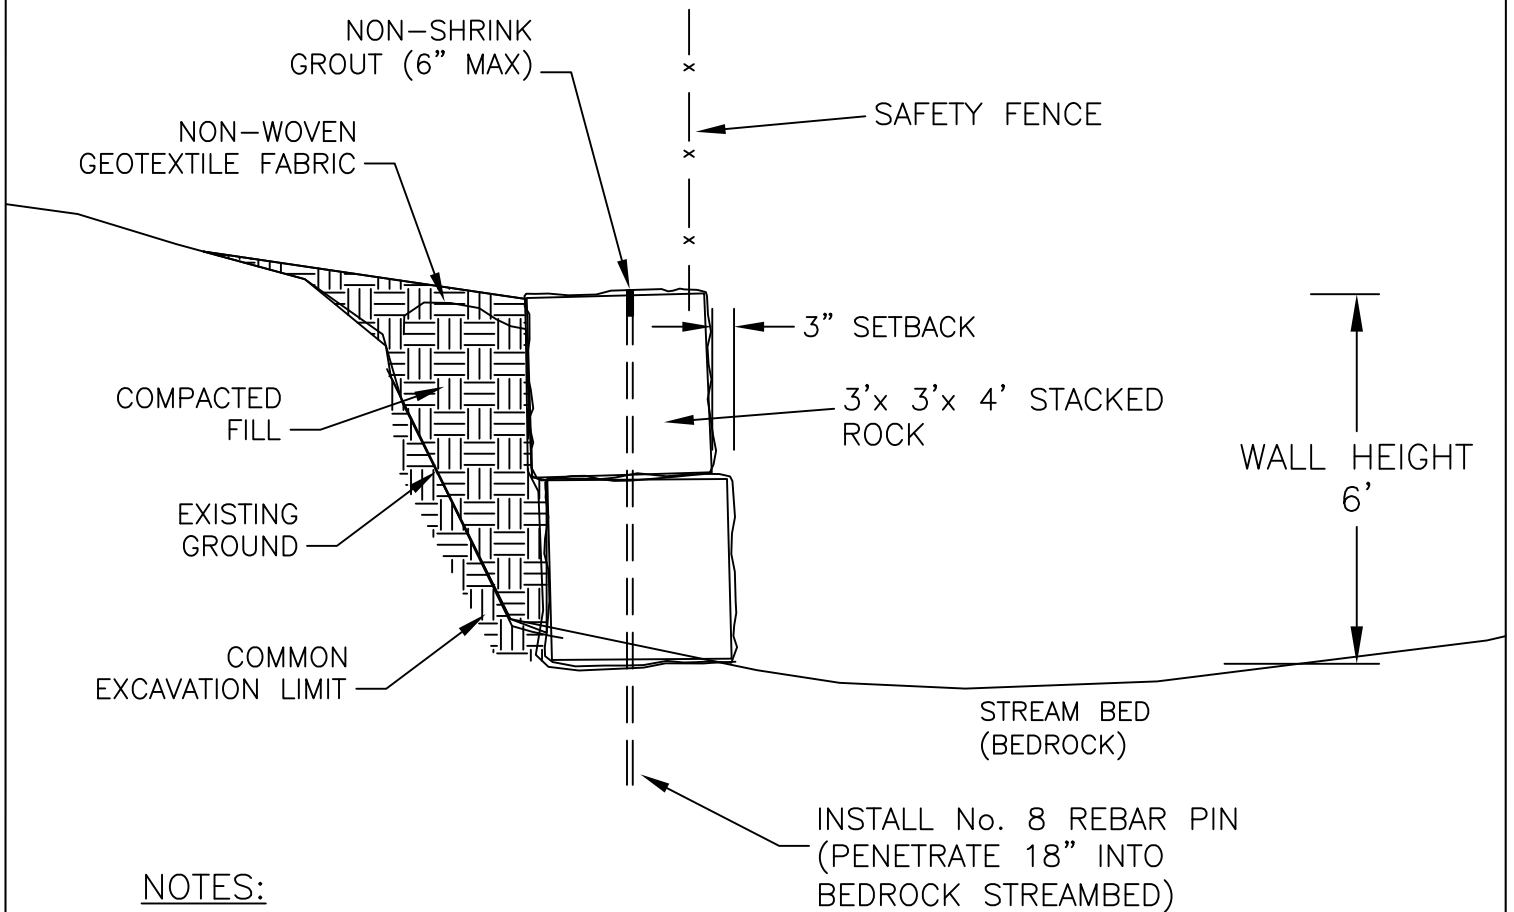 NON-SHRINK
GROUT (6" MAX)
SAFETY FENCE
NON-WOVEN
GEOTEXTILE FABRIC
3" SETBACK
COMPACTED
FILL
3'x 3'x 4' STACKED
ROCK
WALL HEIGHT
6'
EXISTING
GROUND
COMMON
EXCAVATION LIMIT
STREAM BED
(BEDROCK)
INSTALL No. 8 REBAR PIN
(PENETRATE 18" INTO
BEDROCK STREAMBED)
NOTES: